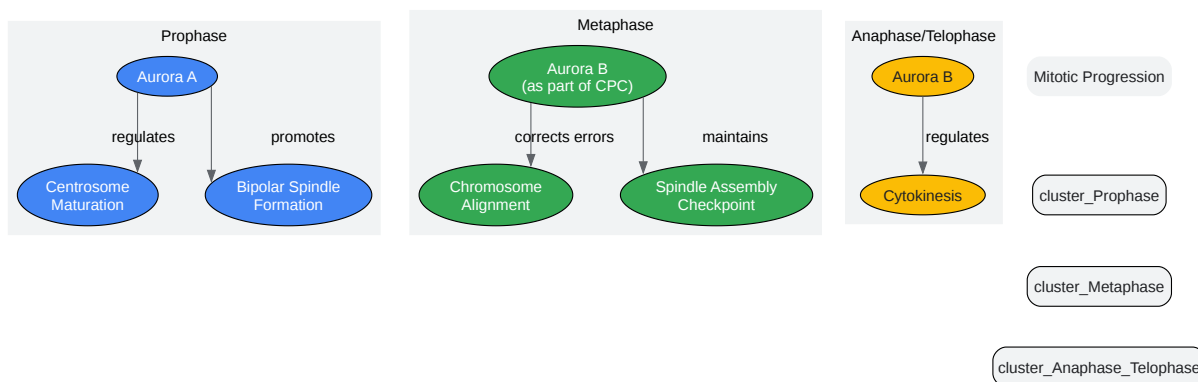 Prophase
Aurora A
regulates
promotes
Centrosome
Maturation
Bipolar Spindle
Formation
Metaphase
Aurora B
(as part of CPC)
corrects errors
maintains
Chromosome
Alignment
Spindle Assembly
Checkpoint
Anaphase/Telophase
Aurora B
regulates
Cytokinesis
Mitotic Progression
cluster_Prophase
cluster_Metaphase
cluster_Anaphase_Telophase